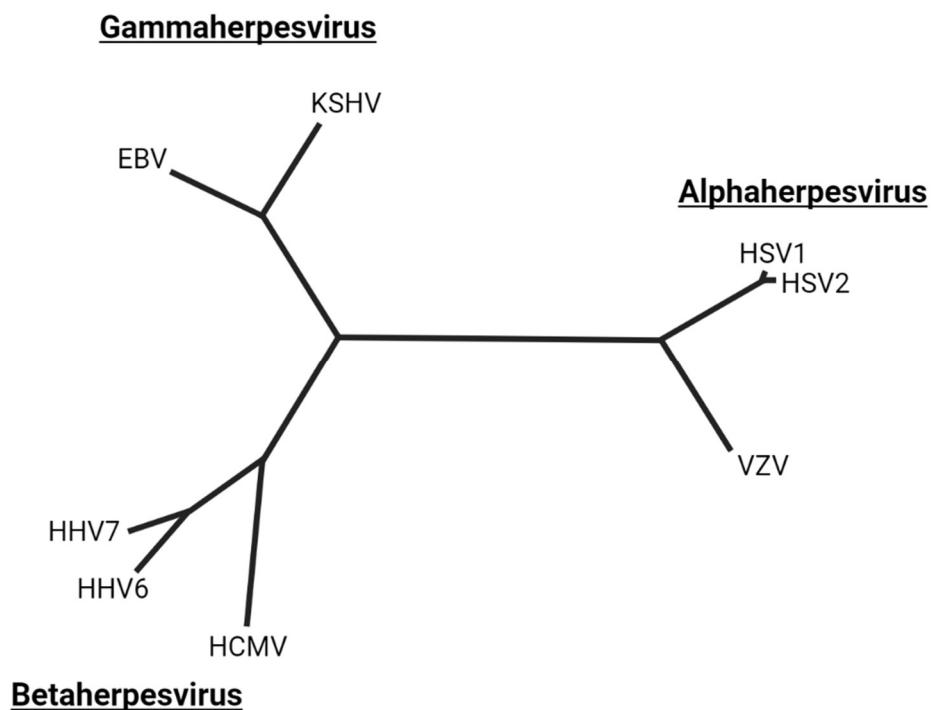 Gammaherpesvirus
KSHV
EBV
Alphaherpesvirus
HSV1
HSV2
VZV
HHV7
HHV6
HCMV
Betaherpesvirus